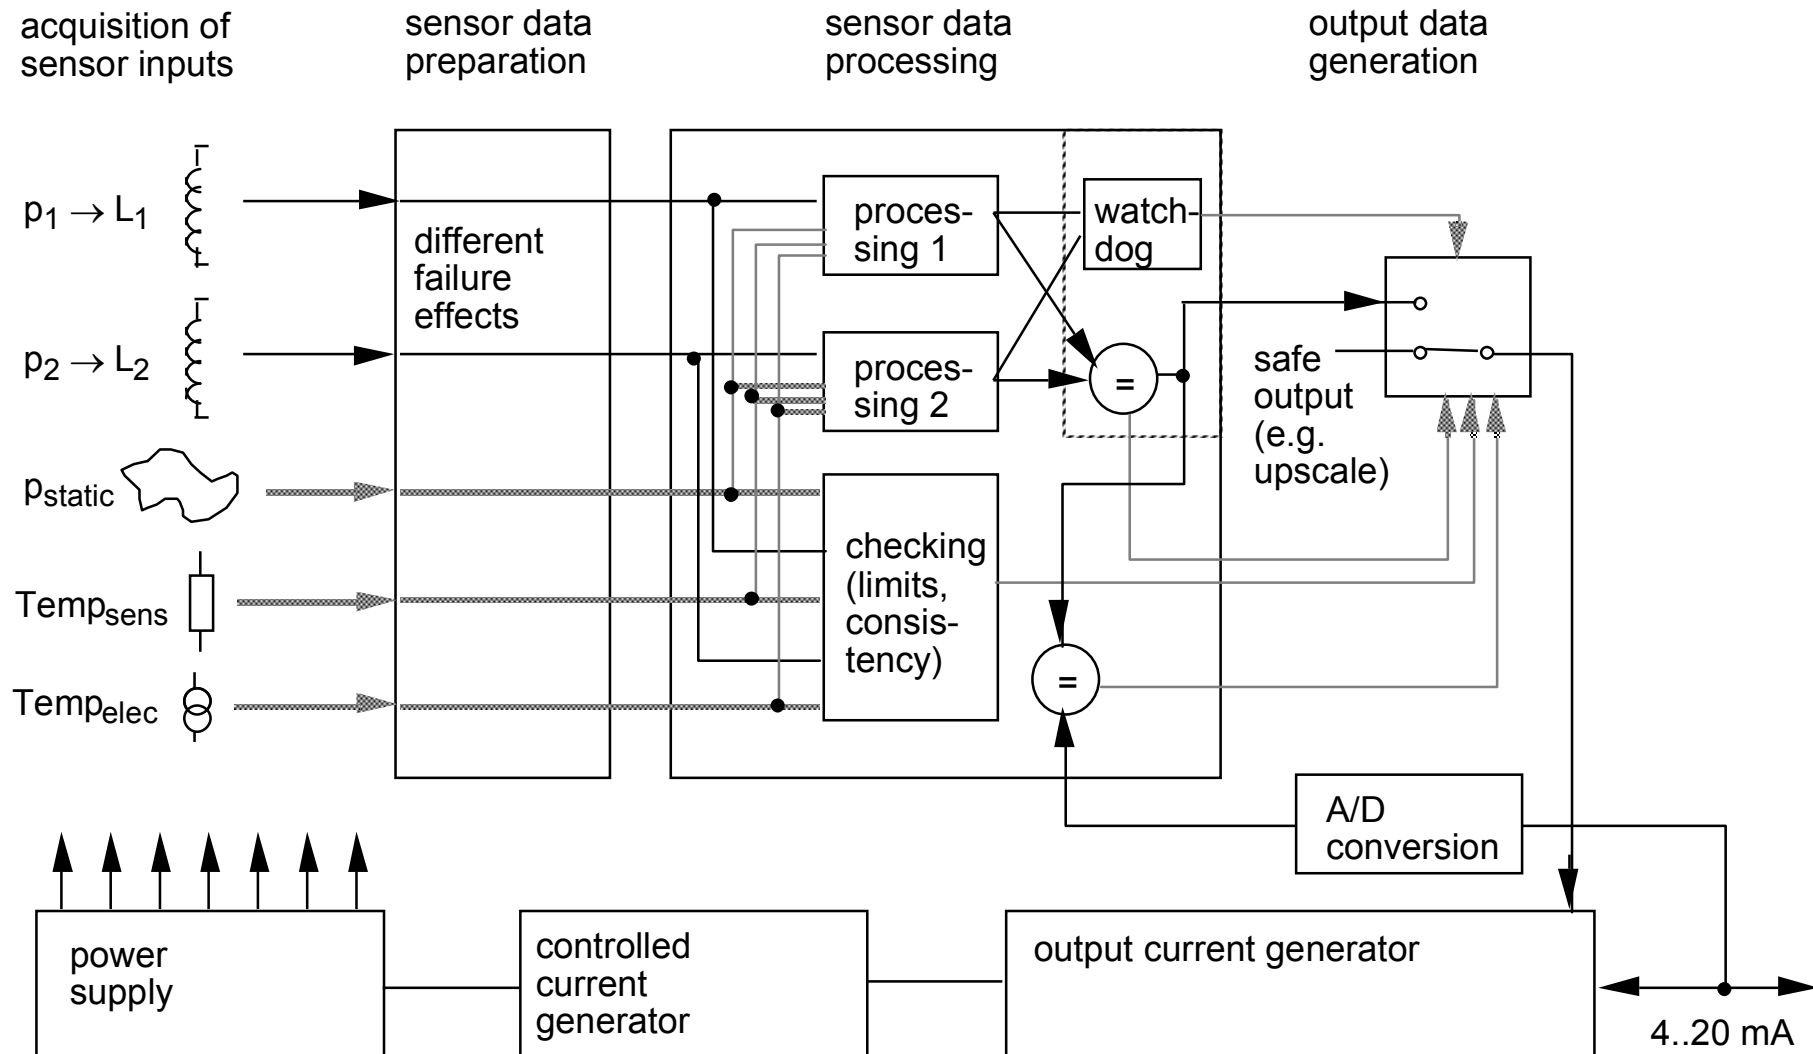 acquisition of
sensor inputs
sensor data
preparation
sensor data
processing
output data
generation
p1 → L1
p2 → L2
pstatic
Tempsens
Tempelec
different
failure
effects
proces-
sing 1
proces-
sing 2
watch-
dog
=
checking
(limits,
consis-
tency)
=
safe
output
(e.g.
upscale)
A/D
conversion
power
supply
controlled
current
generator
output current generator
4..20 mA